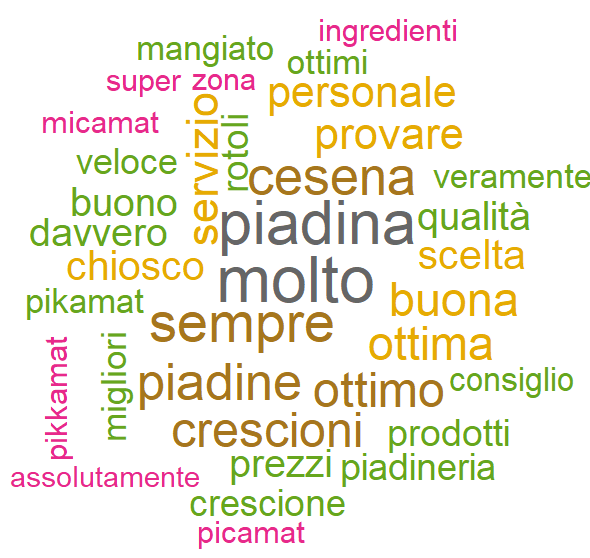 ingredienti
mangiato
ottimi
super
zona
personale
servizio
rotoli
micamat
provare
veloce
cesena
veramente
buono
piadina
qualità
davvero
scelta
chiosco
molto
pikamat
buona
sempre
ottima
pikkamat
migliori
piadine
ottimo
consiglio
crescioni
prodotti
prezzi
piadineria
assolutamente
crescione
picamat